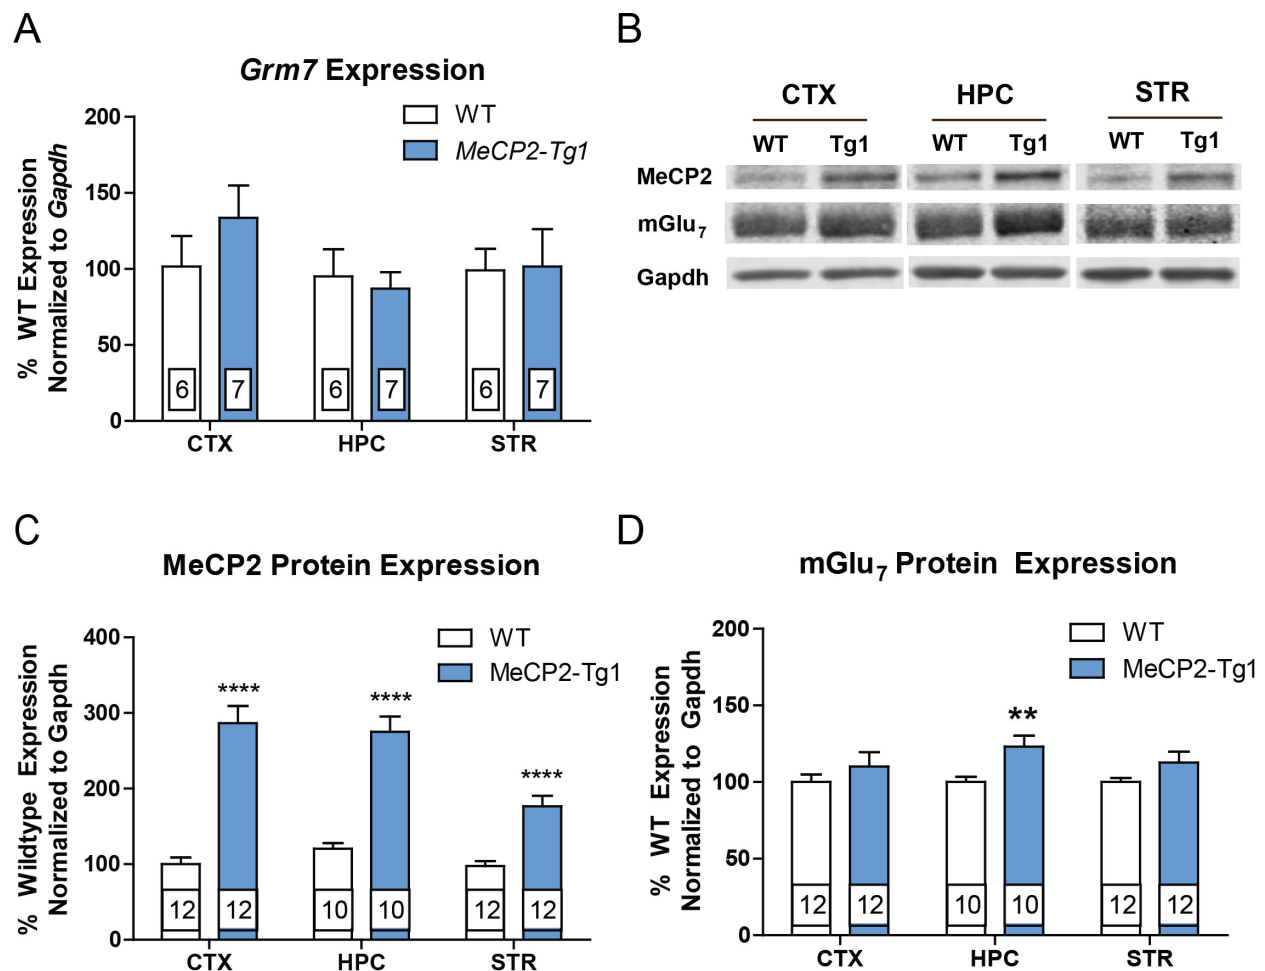 A
Grm7 Expression
WT
MeCP2-Tg1
% WT Expression
Normalized to Gapdh
200
150
100
50
0
6
7
6
7
6
7
CTX
HPC
STR
B
CTX
HPC
STR
WT
Tg1
WT
Tg1
WT
Tg1
MeCP2
mGlu7
Gapdh
C
MeCP2 Protein Expression
WT
MeCP2-Tg1
% Wildtype Expression
Normalized to Gapdh
400
300
200
100
0
****
****
****
12
12
10
10
12
12
CTX
HPC
STR
D
mGlu7 Protein Expression
WT
MeCP2-Tg1
% WT Expression
Normalized to Gapdh
200
150
100
50
0
**
12
12
10
10
12
12
CTX
HPC
STR